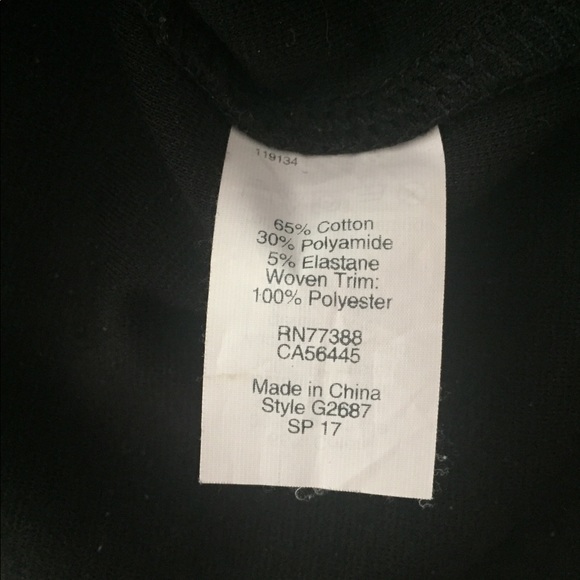 119134
65% Cotton
30% Polyamide
5% Elastane
Woven Trim:
100% Polyester
RN77388
CA56445
Made in China
Style G2687
SP 17